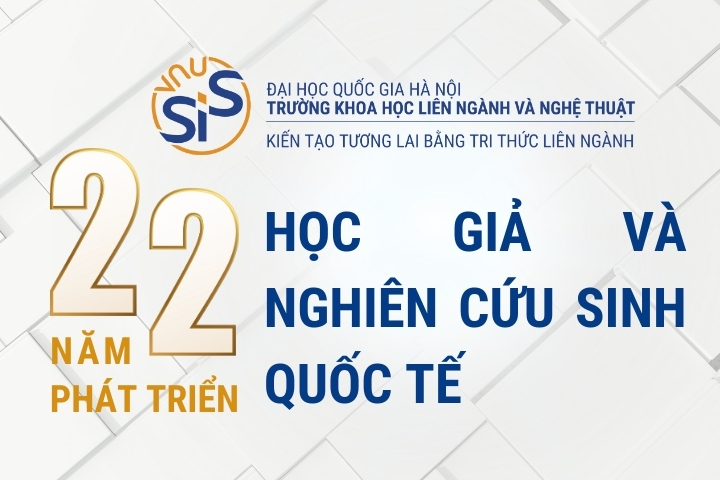 VNU
SiS
ĐẠI HỌC QUỐC GIA HÀ NỘI
TRƯỜNG KHOA HỌC LIÊN NGÀNH VÀ NGHỆ THUẬT
KIẾN TẠO TƯƠNG LAI BẰNG TRI THỨC LIÊN NGÀNH
22
NĂM
PHÁT TRIỂN
HỌC GIẢ VÀ
NGHIÊN CỨU SINH
QUỐC TẾ